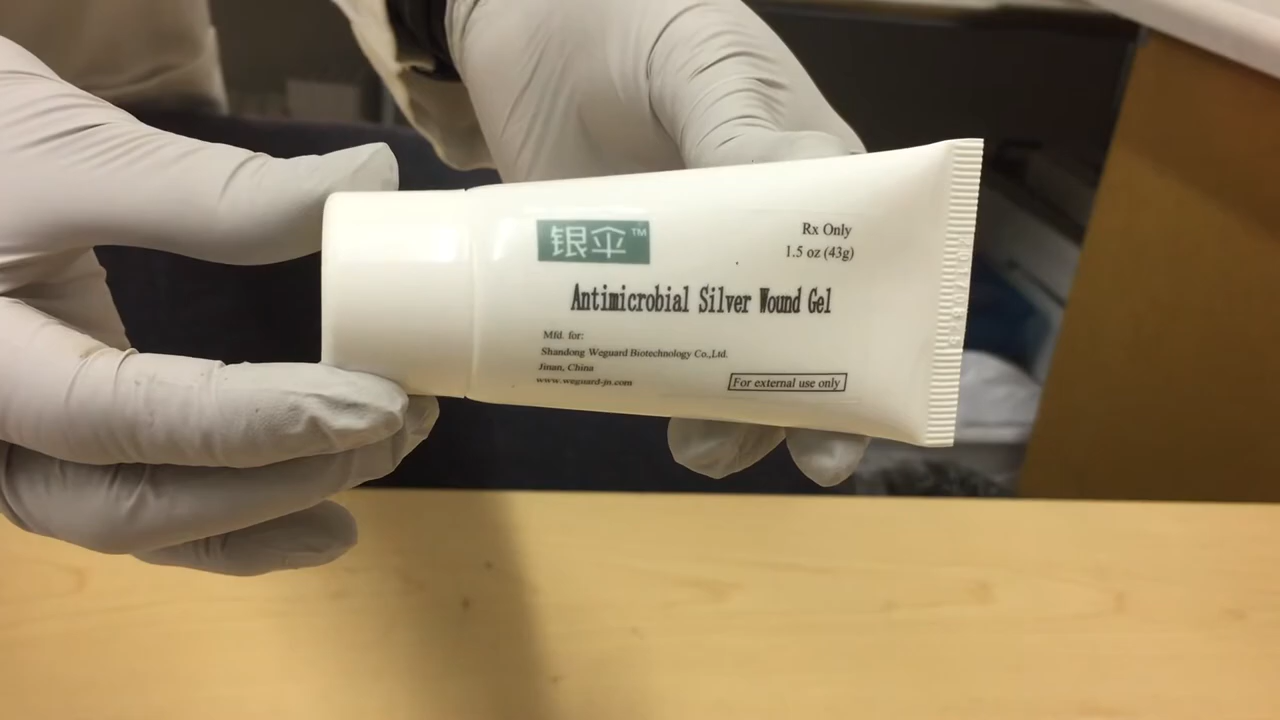 银伞™
Rx Only
1.5 oz (43g)
Antimicrobial Silver Wound Gel
Mfd. for:
Shandong Weguard Biotechnology Co.,Ltd.
Jinan, China
www.weguard-jn.com
For external use only